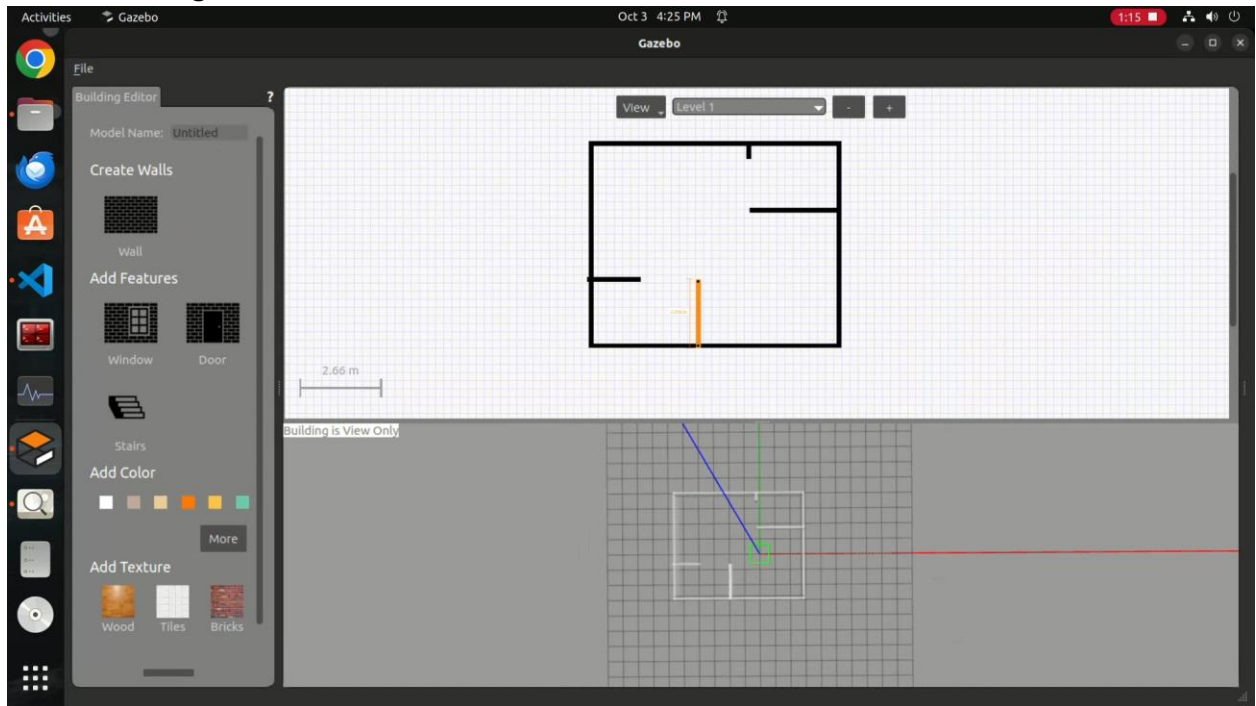 Activities Gazebo Oct 3 4:25 PM 1:15
Gazebo
File
Building Editor ?
Model Name: Untitled
Create Walls
Wall
Add Features
Window Door
Stairs
Add Color
More
Add Texture
Wood Tiles Bricks
View Level 1 - +
2.66 m
Building is View Only